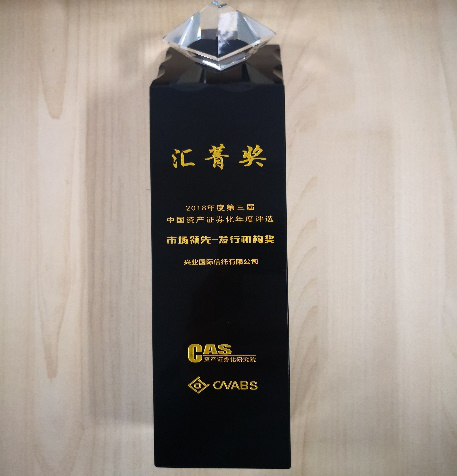 汇菁奖
2018年度第三届
中国资产证券化年度评选
市场领先-发行机构奖
兴业国际信托有限公司
CAS
资产证券化研究院
CNABS